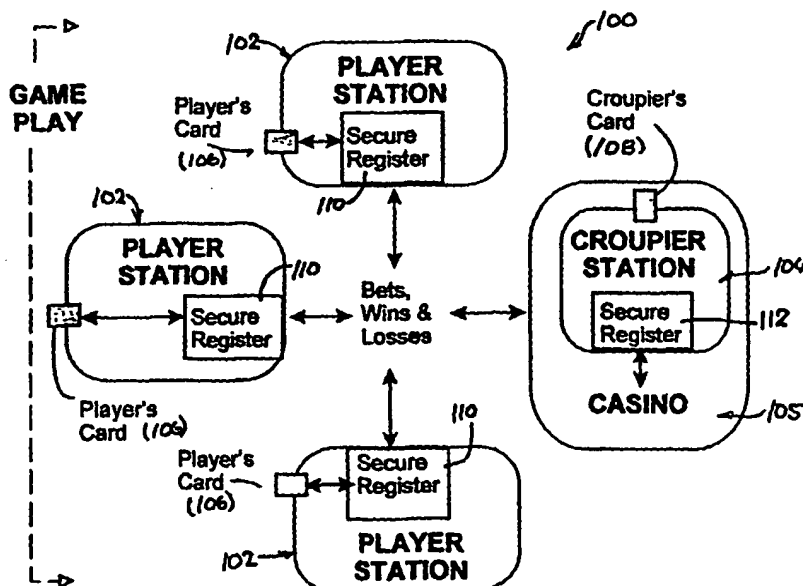 100
102
PLAYER
STATION
GAME
PLAY
Player's
Card
(106)
Secure
Register
110
Croupier's
Card
(108)
102
PLAYER
STATION
110
Secure
Register
Bets,
Wins &
Losses
CROUPIER
STATION
104
Secure
Register
112
CASINO
105
Player's
Card (106)
110
Player's
Card
(106)
Secure
Register
102
PLAYER
STATION